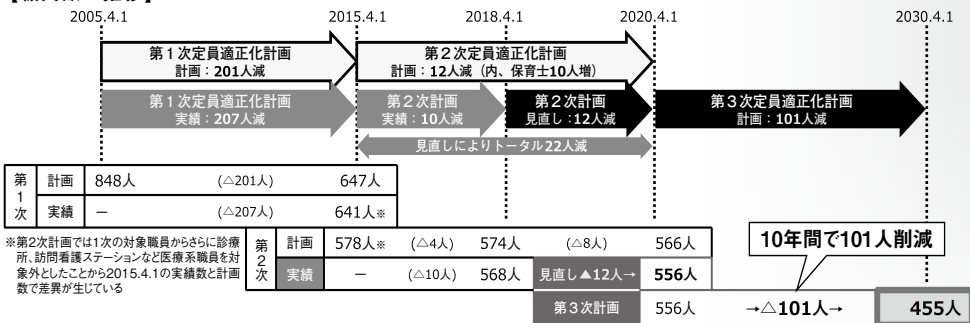 2005.4.1 2015.4.1 2018.4.1 2020.4.1 2030.4.1
第1次定員適正化計画
計画：201人減
第2次定員適正化計画
計画：12人減（内、保育士10人増）
第1次定員適正化計画
実績：207人減
第2次計画
実績：10人減
第2次計画
見直し：12人減
第3次定員適正化計画
計画：101人減
見直しによりトータル22人減
第1次 計画 848人 (△201人) 647人
実績 － (△207人) 641人※
※第2次計画では1次の対象職員からさらに診療
所、訪問看護ステーションなど医療系職員を対
象外としたことから2015.4.1の実績数と計画
数で差異が生じている
第2次 計画 578人※ (△4人) 574人 (△8人) 566人
実績 － (△10人) 568人 見直し▲12人→ 556人
10年間で101人削減
第3次計画 556人 →△101人→ 455人